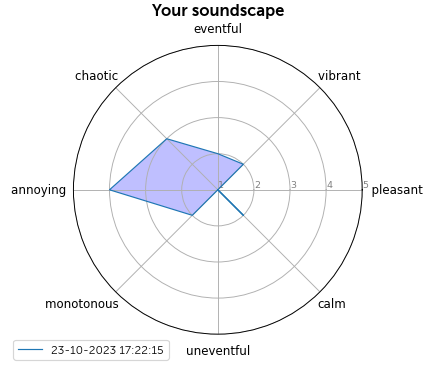 Your soundscape
eventful
chaotic
vibrant
annoying
1 2 3 4 5
pleasant
monotonous
calm
uneventful
23-10-2023 17:22:15